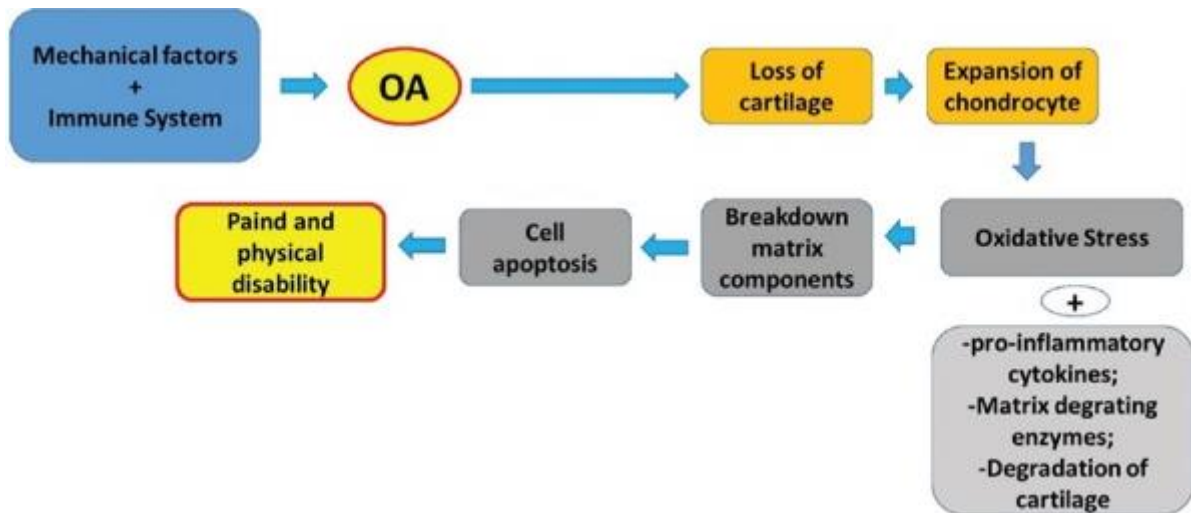 Mechanical factors
+
Immune System
OA
Loss of
cartilage
Expansion of
chondrocyte
Oxidative Stress
+
-pro-inflammatory
cytokines;
-Matrix degrating
enzymes;
-Degradation of
cartilage
Breakdown
matrix
components
Cell
apoptosis
Paind and
physical
disability